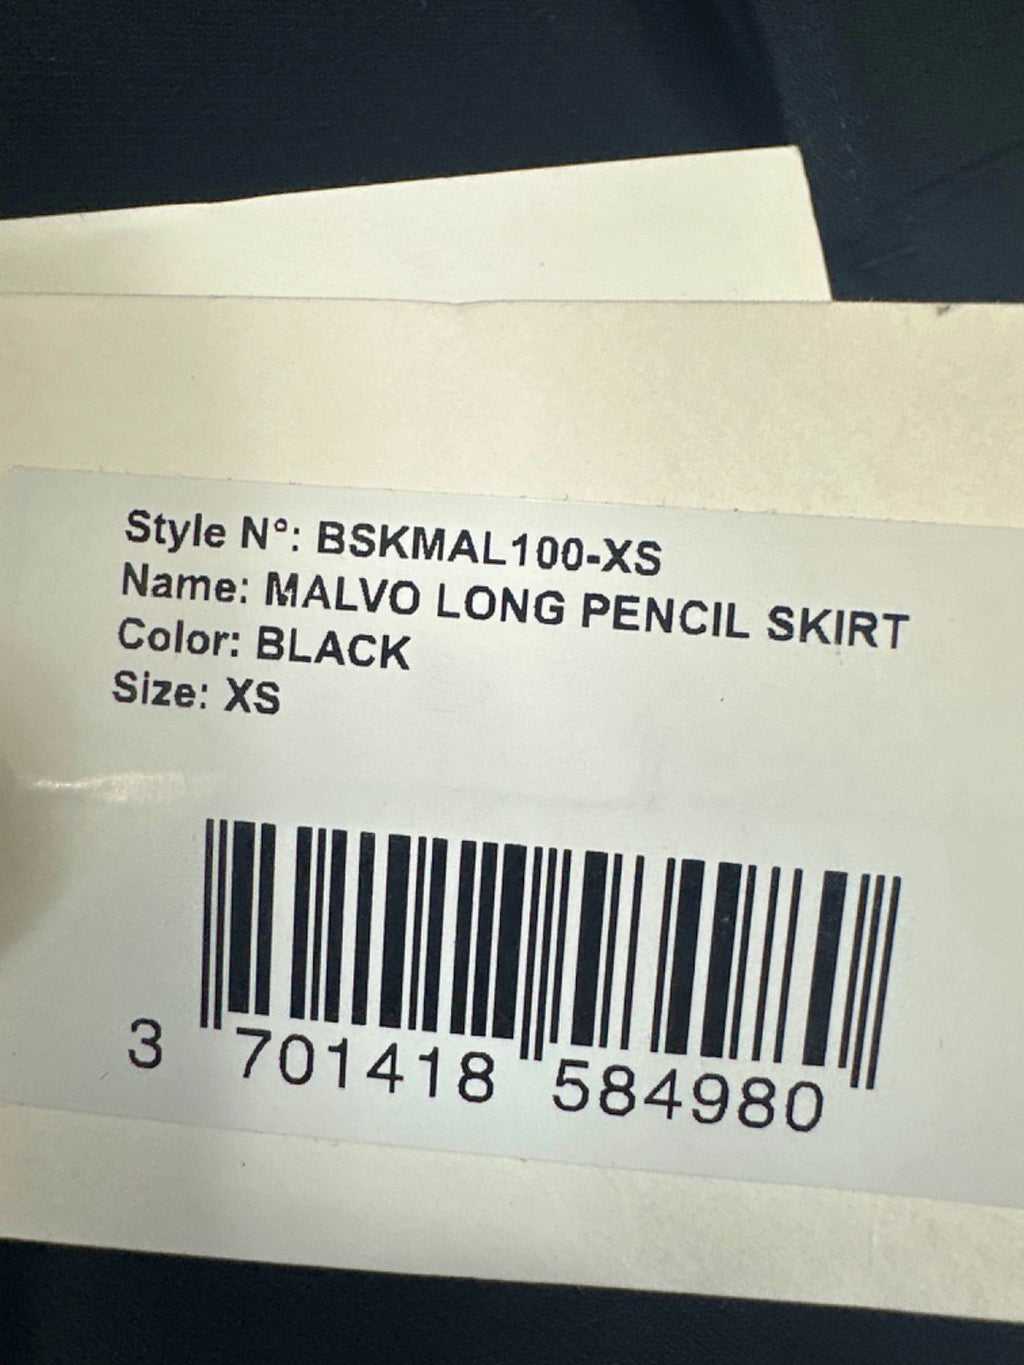 Style N°: BSKMAL100-XS
Name: MALVO LONG PENCIL SKIRT
Color: BLACK
Size: XS
3 701418 584980